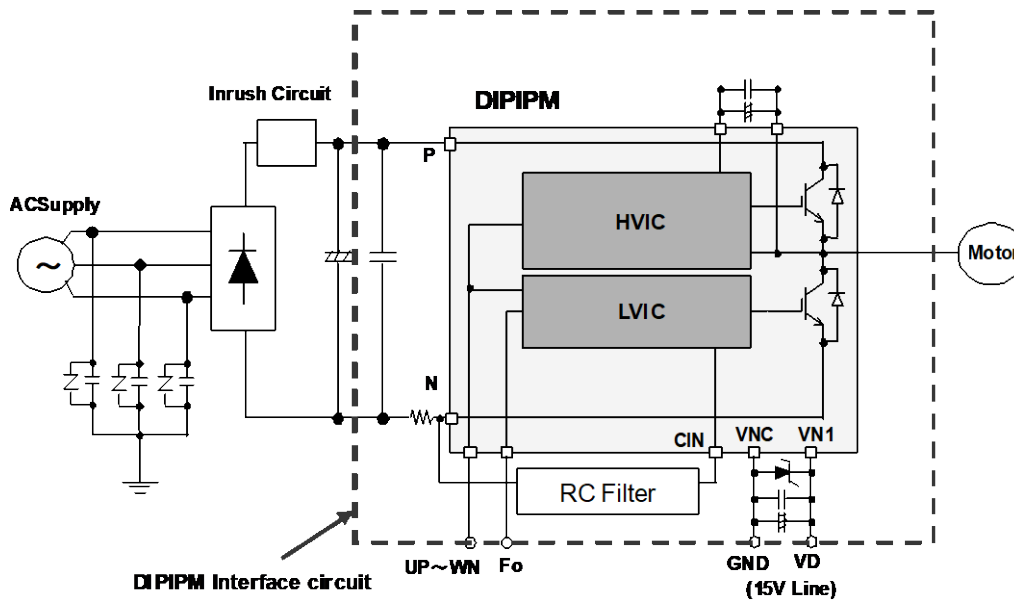 Inrush Circuit
DIPIPM
P
ACSupply
~
HVIC
Motor
LVIC
N
CIN
VNC
VN1
RC Filter
UP~WN
Fo
GND
VD
DIPIPM Interface circuit
(15V Line)